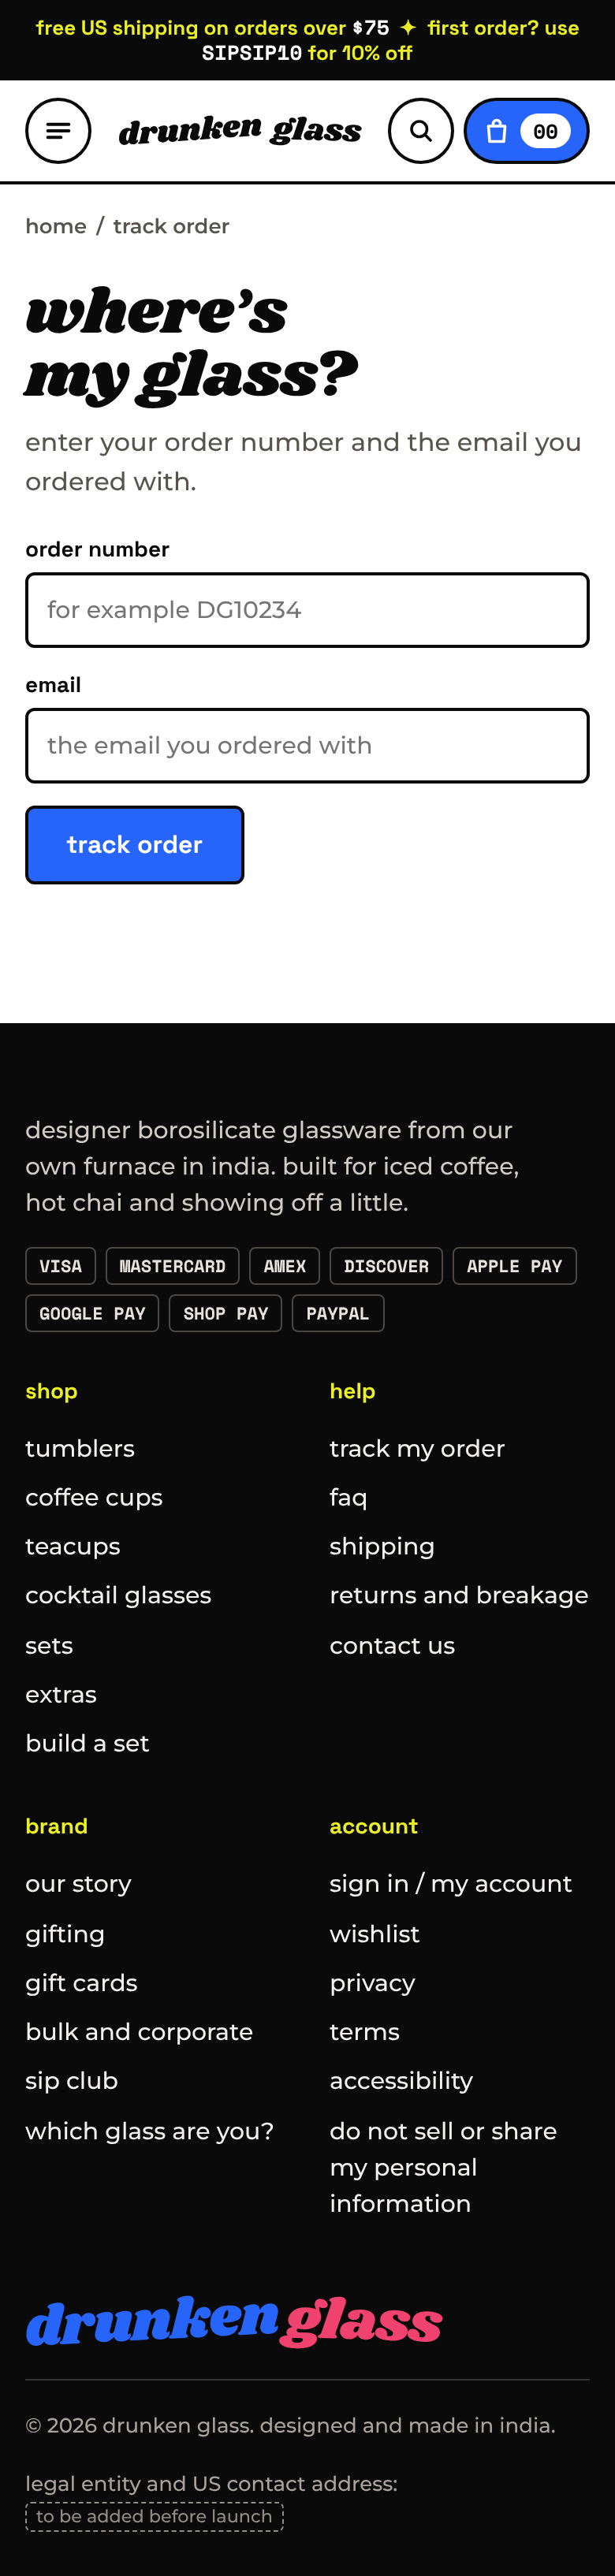 free US shipping on orders over $75 ✦ first order? use
SIPSIP10 for 10% off
drunken glass
00
home / track order
where’s
my glass?
enter your order number and the email you
ordered with.
order number
for example DG10234
email
the email you ordered with
track order
designer borosilicate glassware from our
own furnace in india. built for iced coffee,
hot chai and showing off a little.
VISA MASTERCARD AMEX DISCOVER APPLE PAY
GOOGLE PAY SHOP PAY PAYPAL
shop
tumblers
coffee cups
teacups
cocktail glasses
sets
extras
build a set
help
track my order
faq
shipping
returns and breakage
contact us
brand
our story
gifting
gift cards
bulk and corporate
sip club
which glass are you?
account
sign in / my account
wishlist
privacy
terms
accessibility
do not sell or share
my personal
information
drunken glass
© 2026 drunken glass. designed and made in india.
legal entity and US contact address:
to be added before launch